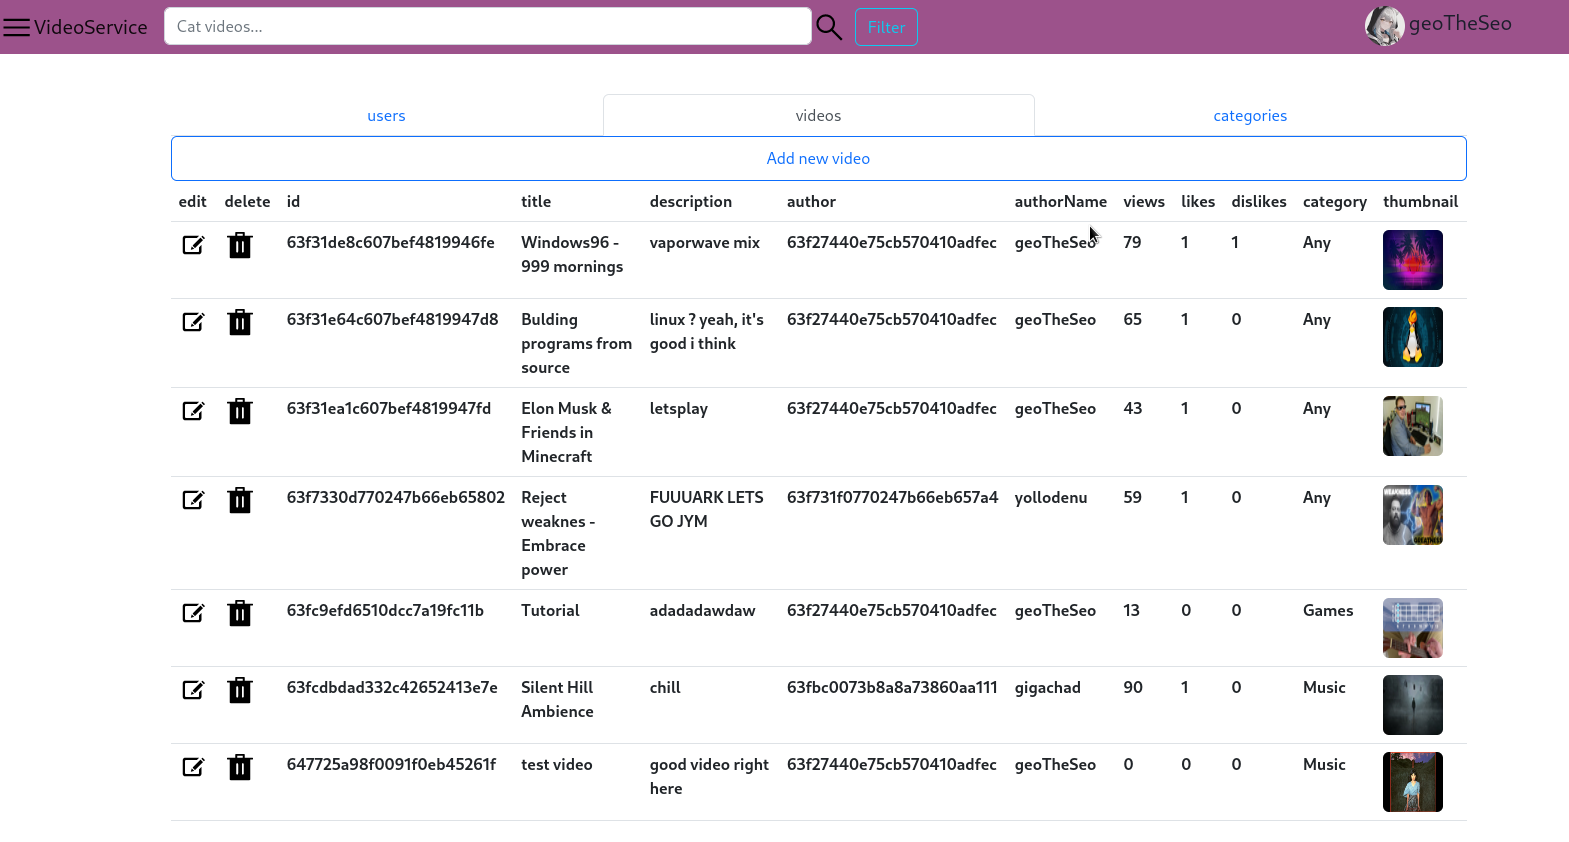 VideoService Cat videos... Filter geoTheSeo
users videos categories
Add new video
edit delete id title description author authorName views likes dislikes category thumbnail
63f31de8c607bef4819946fe Windows96 - vaporwave mix 63f27440e75cb570410adfec geoTheSeo 79 1 1 Any
999 mornings
63f31e64c607bef4819947d8 Bulding linux ? yeah, it's 63f27440e75cb570410adfec geoTheSeo 65 1 0 Any
programs from good i think
source
63f31ea1c607bef4819947fd Elon Musk & letsplay 63f27440e75cb570410adfec geoTheSeo 43 1 0 Any
Friends in
Minecraft
63f7330d770247b66eb65802 Reject FUUUARK LETS 63f731f0770247b66eb657a4 yollodenu 59 1 0 Any
WEAKNESS
weaknes - GO JYM
GREATNESS
Embrace
power
63fc9efd6510dcc7a19fc11b Tutorial adadadawdaw 63f27440e75cb570410adfec geoTheSeo 13 0 0 Games
63fcdbdad332c42652413e7e Silent Hill chill 63fbc0073b8a8a73860aa111 gigachad 90 1 0 Music
Ambience
647725a98f0091f0eb45261f test video good video right 63f27440e75cb570410adfec geoTheSeo 0 0 0 Music
here